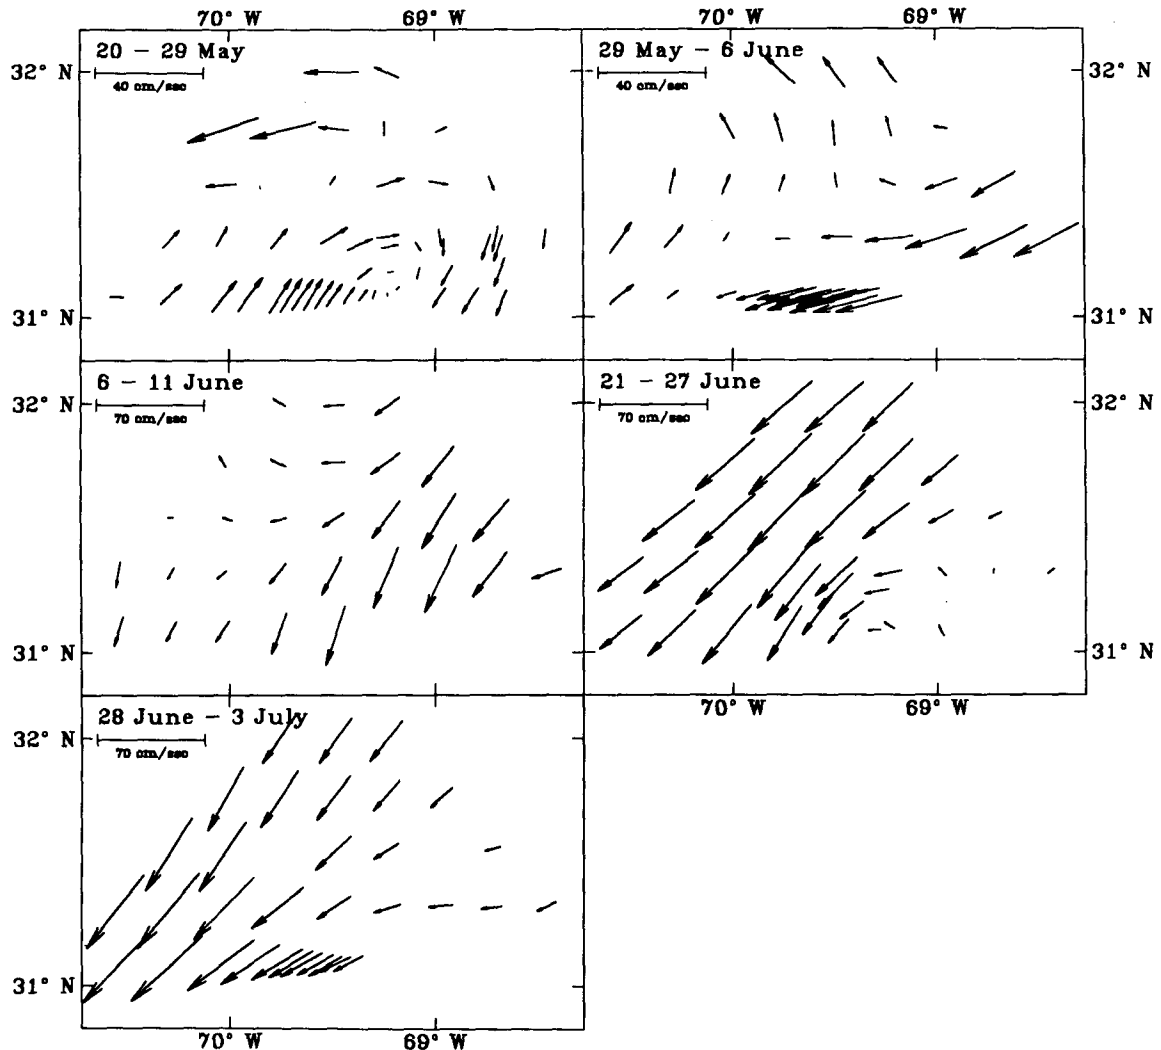 70° W 69° W 70° W 69° W
20 – 29 May 29 May – 6 June
32° N 32° N
40 cm/sec 40 cm/sec
31° N 31° N
6 – 11 June 21 – 27 June
32° N 32° N
70 cm/sec 70 cm/sec
31° N 31° N
70° W 69° W
28 June – 3 July
32° N
70 cm/sec
31° N
70° W 69° W